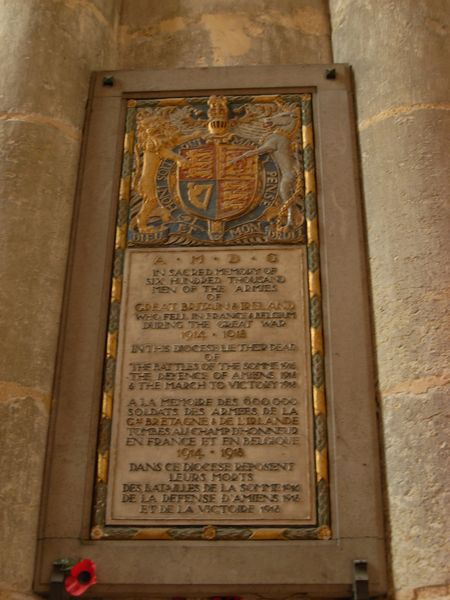 HONI SOIT
PENSE
DIEU ET MON DROIT
A · M · D · G
IN SACRED MEMORY OF
SIX HUNDRED THOUSAND
MEN OF THE ARMIES
OF
GREAT BRITAIN & IRELAND
WHO FELL IN FRANCE & BELGIUM
DURING THE GREAT WAR
1914 · 1918
IN THIS DIOCESE LIE THEIR DEAD
OF
THE BATTLES OF THE SOMME 1916
THE DEFENCE OF AMIENS 1918
& THE MARCH TO VICTORY 1918
A LA MEMOIRE DES 600,000
SOLDATS DES ARMEES DE LA
GDE BRETAGNE & DE L'IRLANDE
TOMBES AU CHAMP D'HONNEUR
EN FRANCE ET EN BELGIQUE
1914 · 1918
DANS CE DIOCESE REPOSENT
LEURS MORTS
DES BATAILLES DE LA SOMME 1916
DE LA DEFENSE D'AMIENS 1918
ET DE LA VICTOIRE 1918